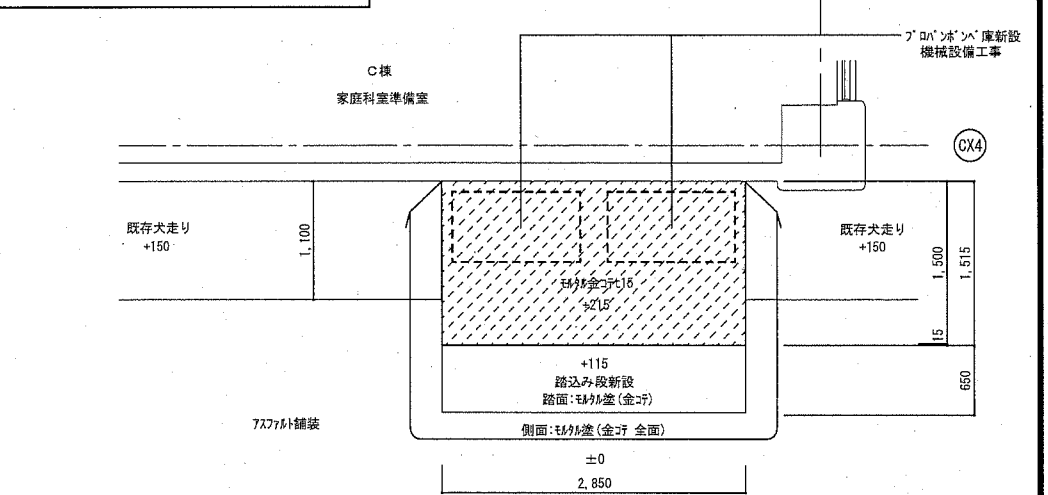 ﾌﾟﾛﾊﾟﾝﾎﾞﾝﾍﾞ庫新設
機械設備工事
C棟
家庭科室準備室
CX4
既存犬走り
+150
1,100
既存犬走り
+150
1,500
1,515
15
650
ﾓﾙﾀﾙ金ｺﾃt15
+215
+115
踏込み段新設
踏面:ﾓﾙﾀﾙ塗(金ｺﾃ)
ｱｽﾌｧﾙﾄ舗装
側面:ﾓﾙﾀﾙ塗(金ｺﾃ 全面)
±0
2,850